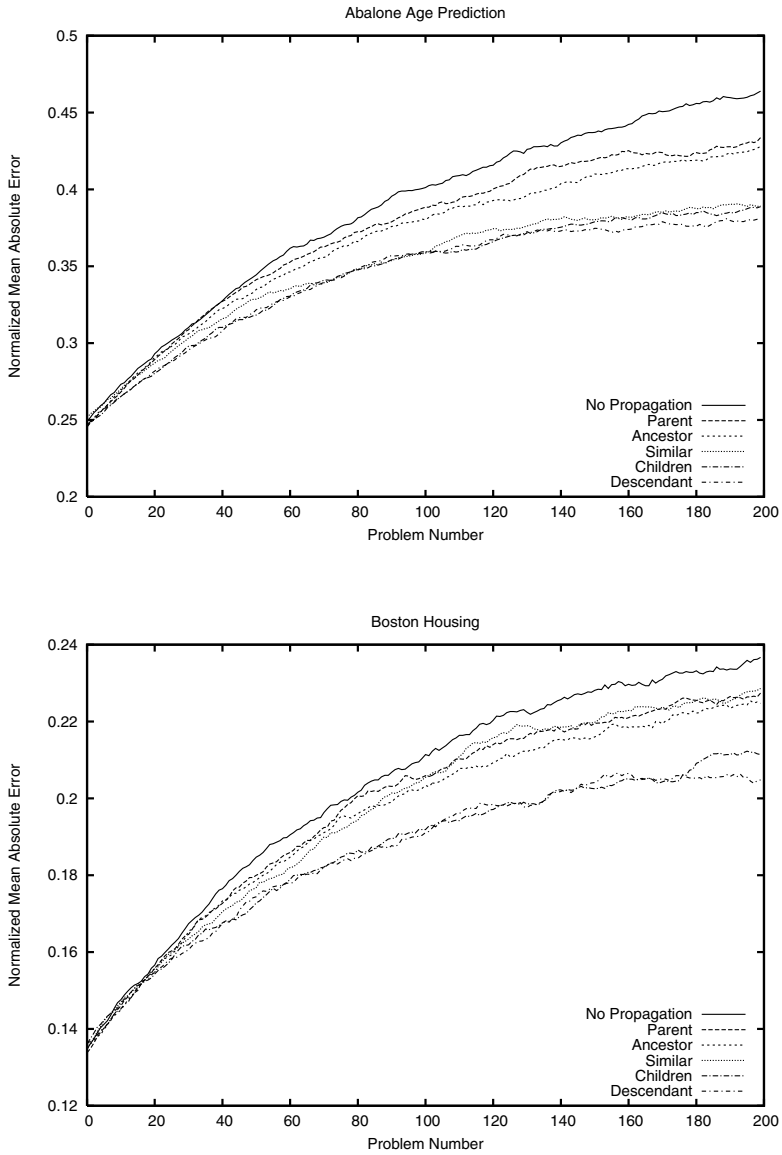 Abalone Age Prediction
0.5
0.45
0.4
0.35
0.3
0.25
0.2
Normalized Mean Absolute Error
No Propagation
Parent
Ancestor
Similar
Children
Descendant
0 20 40 60 80 100 120 140 160 180 200
Problem Number
Boston Housing
0.24
0.22
0.2
0.18
0.16
0.14
0.12
Normalized Mean Absolute Error
No Propagation
Parent
Ancestor
Similar
Children
Descendant
0 20 40 60 80 100 120 140 160 180 200
Problem Number